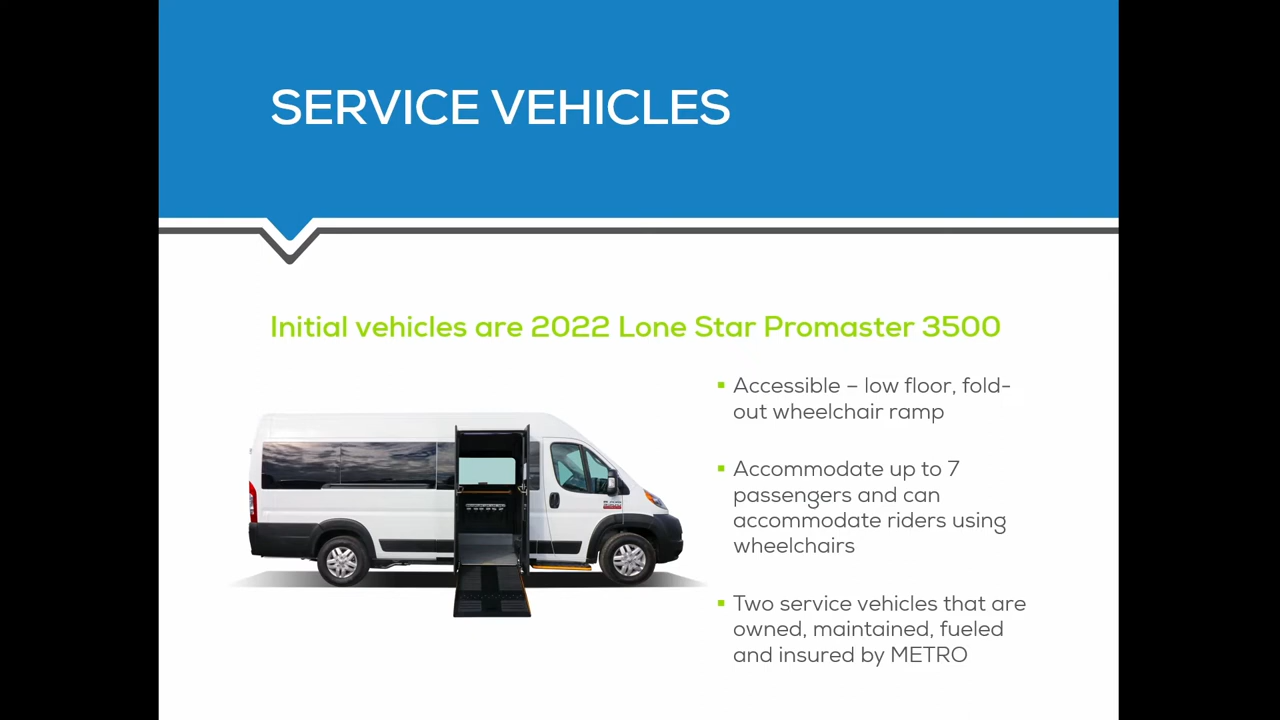 SERVICE VEHICLES
Initial vehicles are 2022 Lone Star Promaster 3500
▪ Accessible – low floor, fold-
out wheelchair ramp
▪ Accommodate up to 7
passengers and can
accommodate riders using
wheelchairs
▪ Two service vehicles that are
owned, maintained, fueled
and insured by METRO